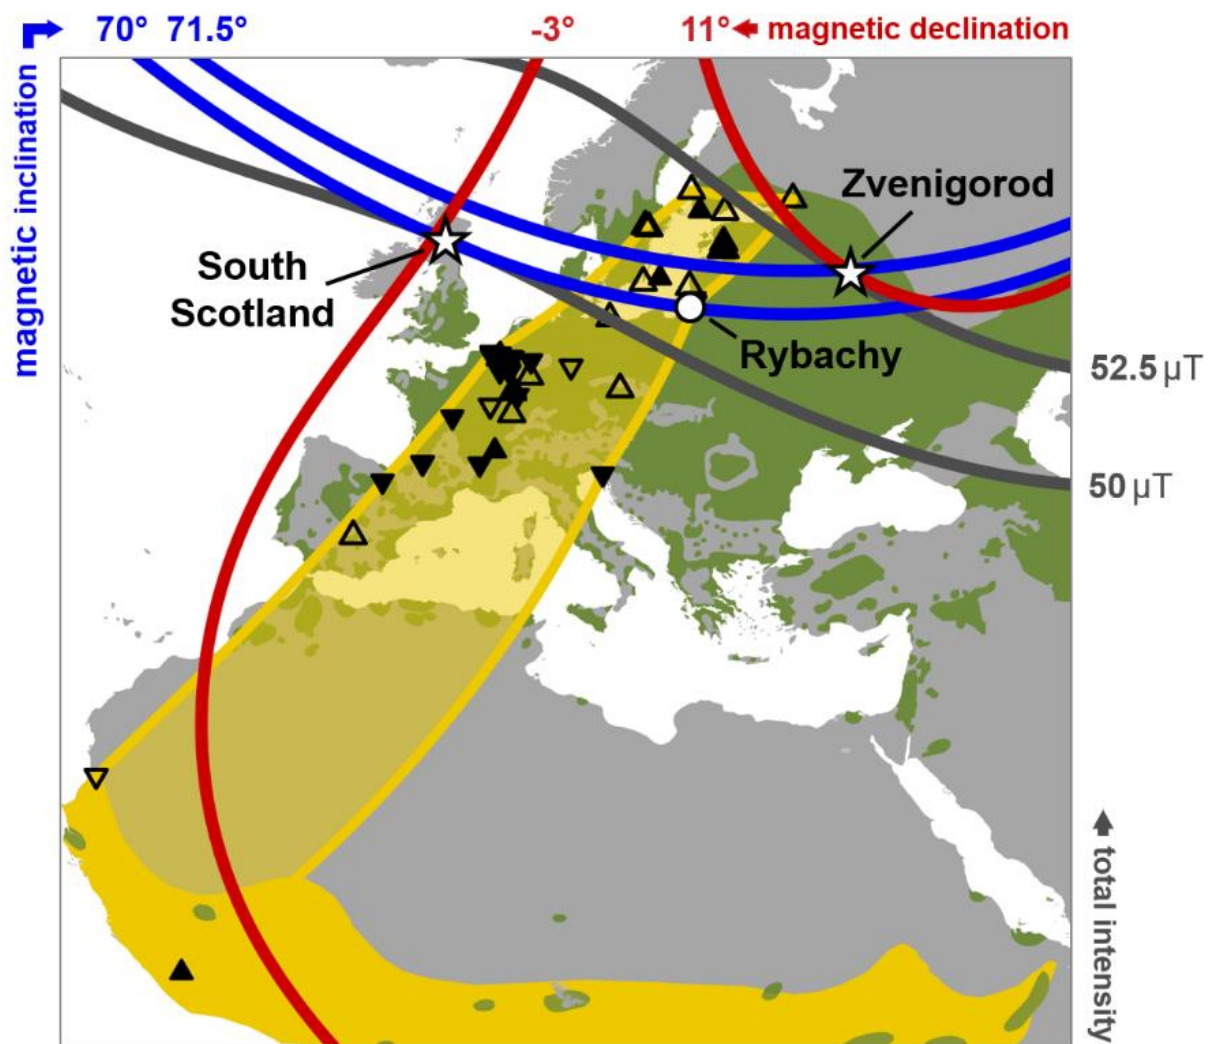 70° 71.5°
-3°
11°
magnetic declination
magnetic inclination
Zvenigorod
South
Scotland
Rybachy
52.5 µT
50 µT
total intensity